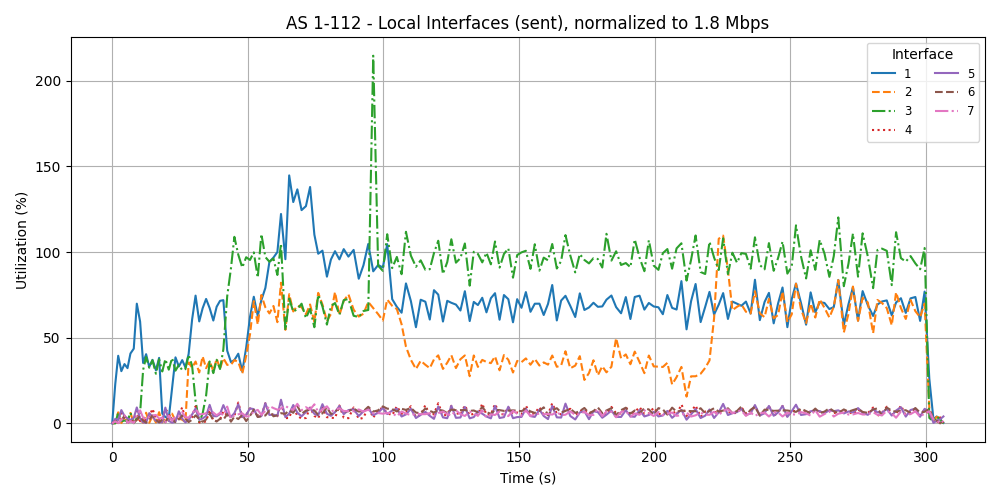 AS 1-112 - Local Interfaces (sent), normalized to 1.8 Mbps
Utilization (%)
200
150
100
50
0
0 50 100 150 200 250 300
Time (s)
Interface
1 5
2 6
3 7
4